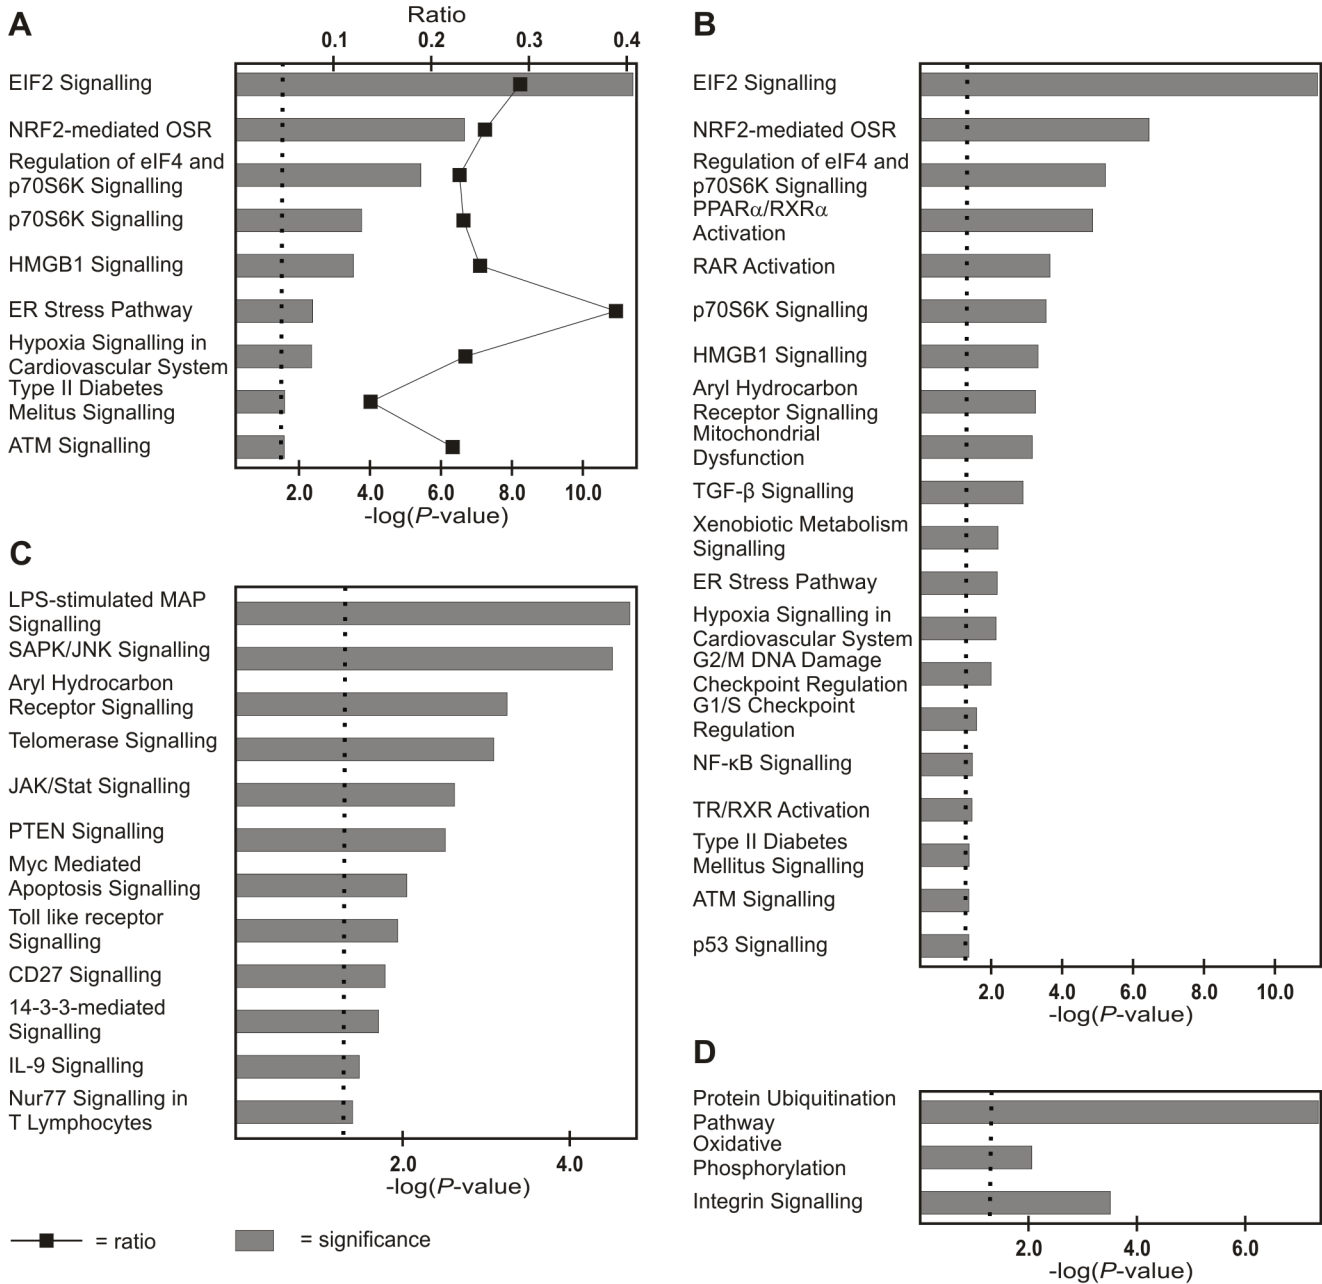 A
Ratio
0.1 0.2 0.3 0.4
EIF2 Signalling
NRF2-mediated OSR
Regulation of eIF4 and
p70S6K Signalling
p70S6K Signalling
HMGB1 Signalling
ER Stress Pathway
Hypoxia Signalling in
Cardiovascular System
Type II Diabetes
Melitus Signalling
ATM Signalling
2.0 4.0 6.0 8.0 10.0
-log(P-value)
B
EIF2 Signalling
NRF2-mediated OSR
Regulation of eIF4 and
p70S6K Signalling
PPARα/RXRα
Activation
RAR Activation
p70S6K Signalling
HMGB1 Signalling
Aryl Hydrocarbon
Receptor Signalling
Mitochondrial
Dysfunction
TGF-β Signalling
Xenobiotic Metabolism
Signalling
ER Stress Pathway
Hypoxia Signalling in
Cardiovascular System
G2/M DNA Damage
Checkpoint Regulation
G1/S Checkpoint
Regulation
NF-κB Signalling
TR/RXR Activation
Type II Diabetes
Mellitus Signalling
ATM Signalling
p53 Signalling
2.0 4.0 6.0 8.0 10.0
-log(P-value)
C
LPS-stimulated MAP
Signalling
SAPK/JNK Signalling
Aryl Hydrocarbon
Receptor Signalling
Telomerase Signalling
JAK/Stat Signalling
PTEN Signalling
Myc Mediated
Apoptosis Signalling
Toll like receptor
Signalling
CD27 Signalling
14-3-3-mediated
Signalling
IL-9 Signalling
Nur77 Signalling in
T Lymphocytes
2.0 4.0
-log(P-value)
D
Protein Ubiquitination
Pathway
Oxidative
Phosphorylation
Integrin Signalling
2.0 4.0 6.0
-log(P-value)
= ratio
= significance